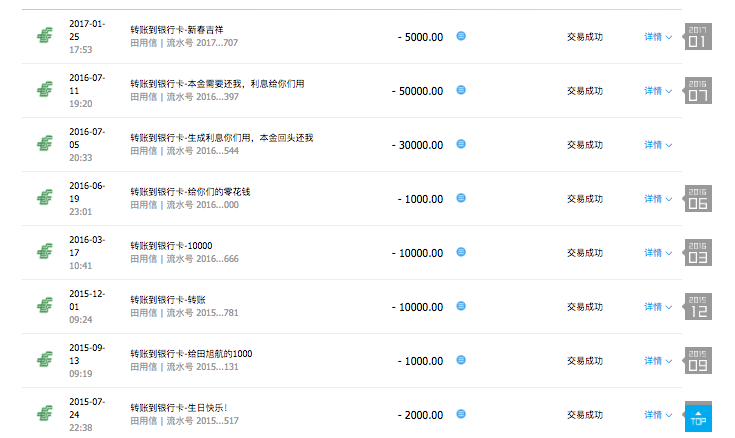 2017-01-25 17:53
转账到银行卡-新春吉祥
田用信 | 流水号 2017...707
- 5000.00
交易成功
详情
2017 01
2016-07-11 19:20
转账到银行卡-本金需要还我，利息给你们用
田用信 | 流水号 2016...397
- 50000.00
交易成功
详情
2016 07
2016-07-05 20:33
转账到银行卡-生成利息你们用，本金回头还我
田用信 | 流水号 2016...544
- 30000.00
交易成功
详情
2016-06-19 23:01
转账到银行卡-给你们的零花钱
田用信 | 流水号 2016...000
- 1000.00
交易成功
详情
2016 06
2016-03-17 10:41
转账到银行卡-10000
田用信 | 流水号 2016...666
- 10000.00
交易成功
详情
2016 03
2015-12-01 09:24
转账到银行卡-转账
田用信 | 流水号 2015...781
- 10000.00
交易成功
详情
2015 12
2015-09-13 09:19
转账到银行卡-给田旭航的1000
田用信 | 流水号 2015...131
- 1000.00
交易成功
详情
2015 09
2015-07-24 22:38
转账到银行卡-生日快乐！
田用信 | 流水号 2015...517
- 2000.00
交易成功
详情
TOP